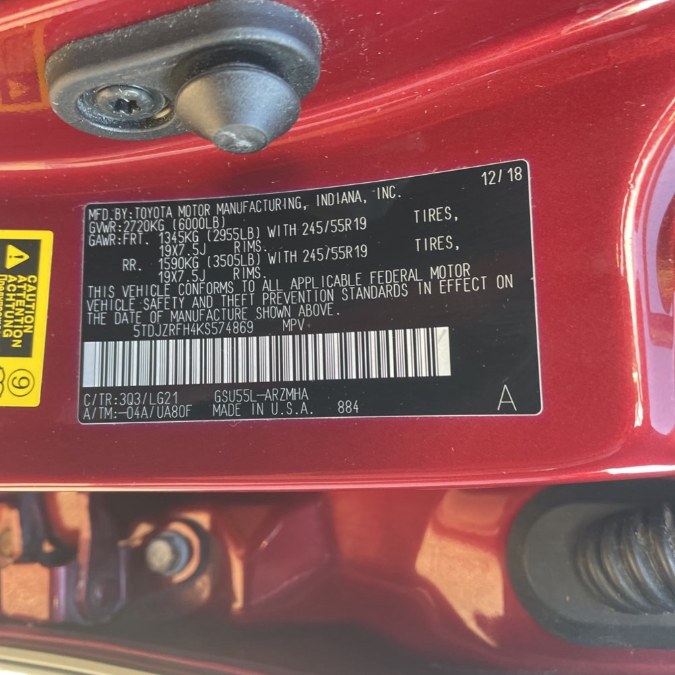 12/18
MFD.BY:TOYOTA MOTOR MANUFACTURING, INDIANA, INC.
GVWR:2720KG (6000LB)
GAWR:FRT. 1345KG (2955LB) WITH 245/55R19 TIRES,
19X7.5J RIMS.
RR. 1590KG (3505LB) WITH 245/55R19 TIRES,
19X7.5J RIMS.
THIS VEHICLE CONFORMS TO ALL APPLICABLE FEDERAL MOTOR
VEHICLE SAFETY AND THEFT PREVENTION STANDARDS IN EFFECT ON
THE DATE OF MANUFACTURE SHOWN ABOVE.
5TDJZRFH4KS574869 MPV
C/TR:3Q3/LG21 GSU55L-ARZMHA
A/TM:-04A/UA80F MADE IN U.S.A. 884
A
CAUTION
ATTENTION
ACHTUNG
9